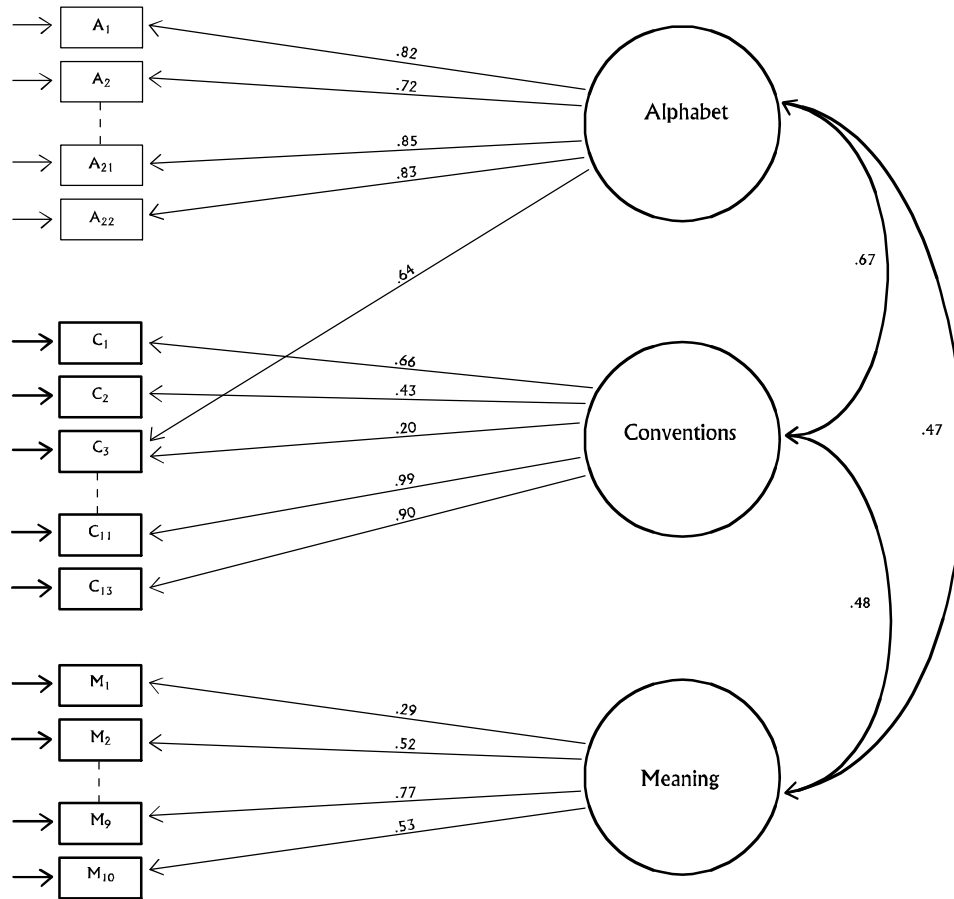 A1
.82
A2
.72
Alphabet
.85
A21
.83
A22
.67
.64
C1
.66
C2
.43
C3
.20
Conventions
.47
.99
C11
.90
C13
.48
M1
.29
M2
.52
Meaning
.77
M9
.53
M10